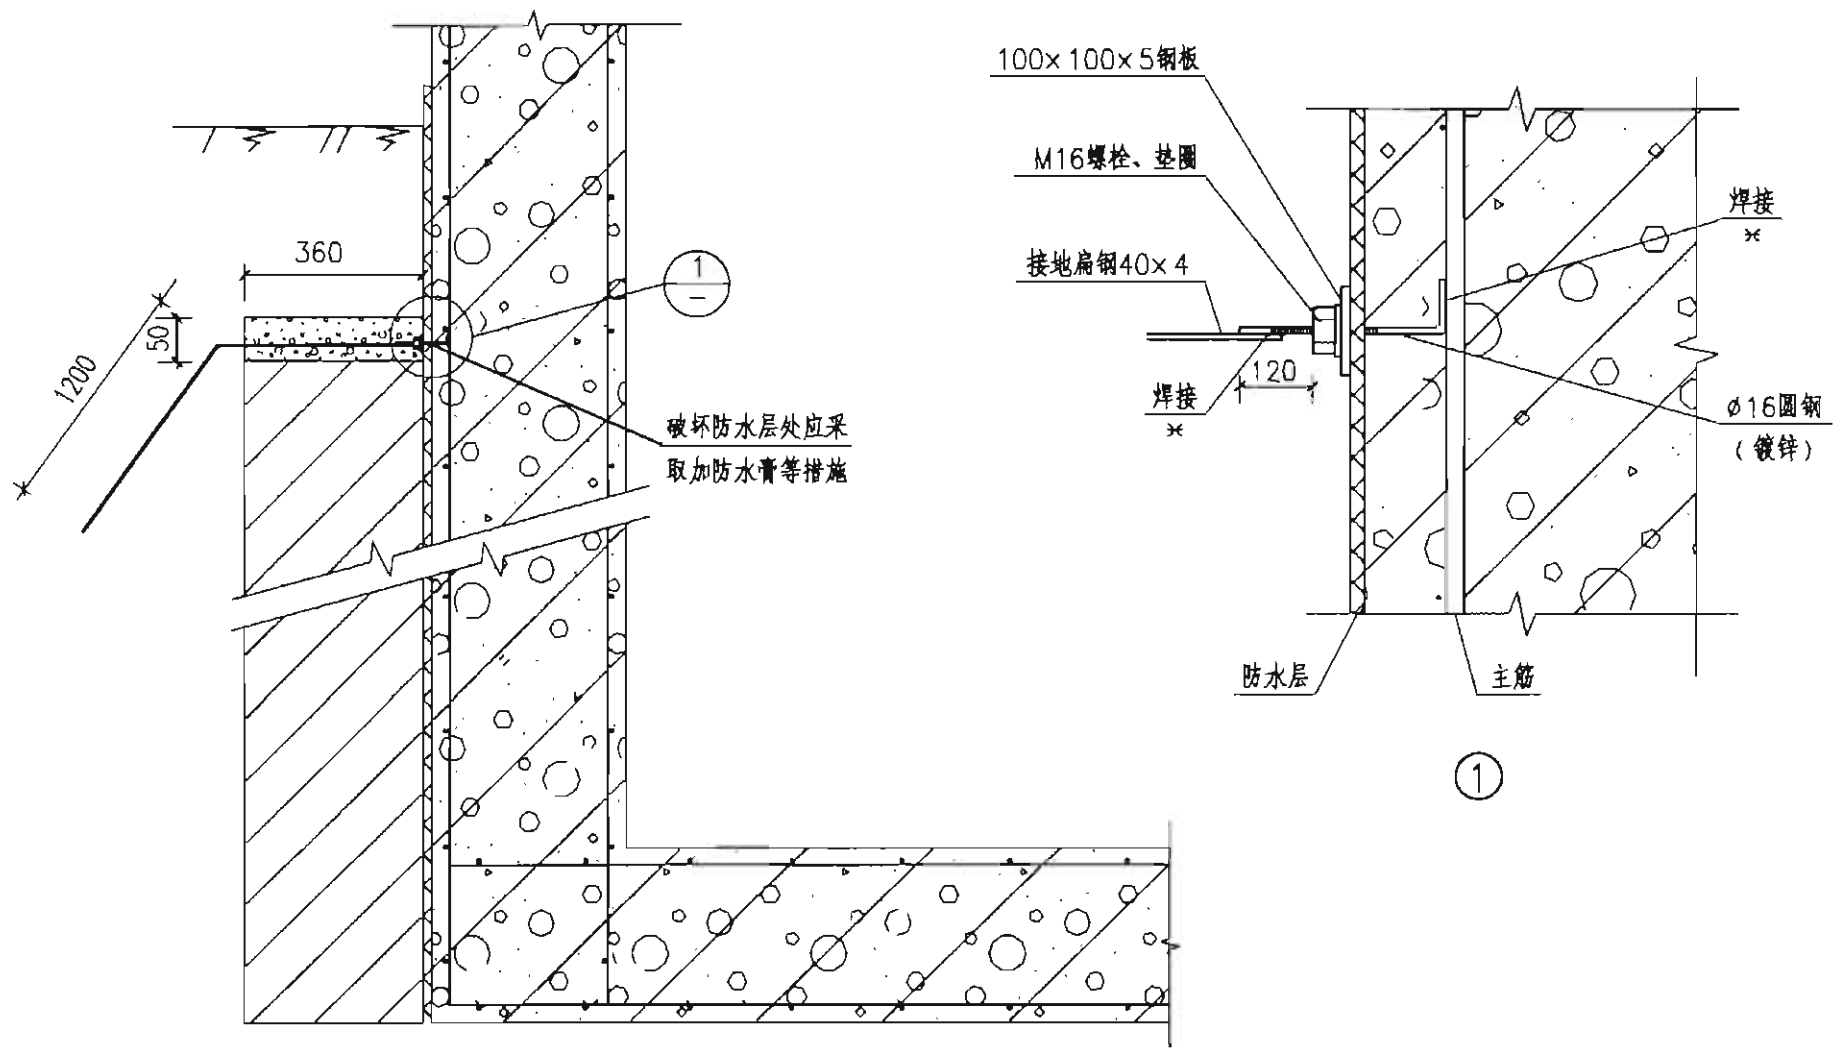 360
50
1200
1
–
破坏防水层处应采
取加防水膏等措施
100×100×5钢板
M16螺栓、垫圈
接地扁钢40×4
焊接
120
焊接
ϕ16圆钢
(镀锌)
防水层
主筋
1